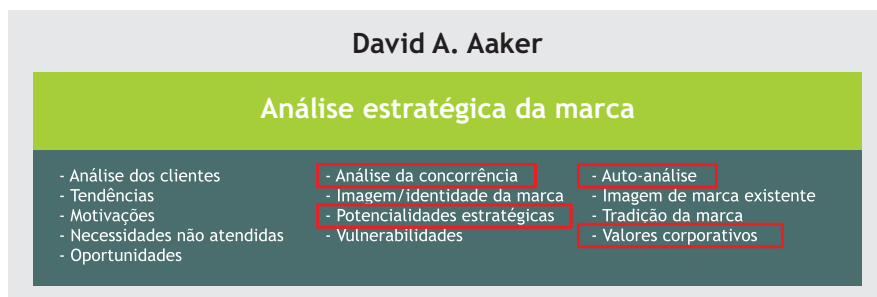 David A. Aaker
Análise estratégica da marca
- Análise dos clientes
- Tendências
- Motivações
- Necessidades não atendidas
- Oportunidades
- Análise da concorrência
- Imagem/identidade da marca
- Potencialidades estratégicas
- Vulnerabilidades
- Auto-análise
- Imagem de marca existente
- Tradição da marca
- Valores corporativos